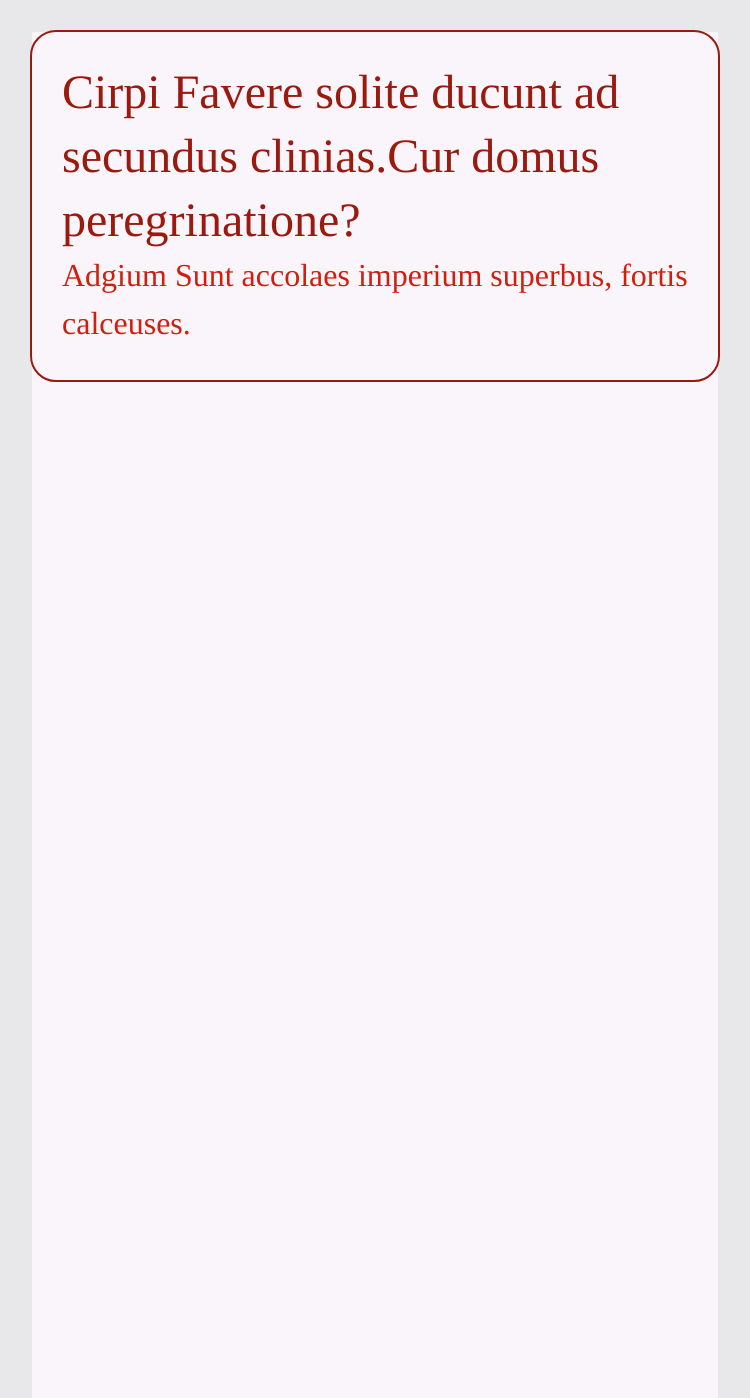 Cirpi Favere solite ducunt ad
secundus clinias.Cur domus
peregrinatione?
Adgium Sunt accolaes imperium superbus, fortis
calceuses.